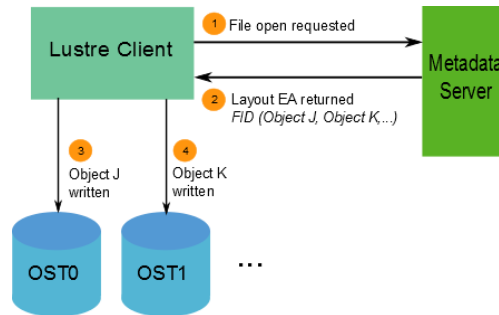 1 File open requested
Lustre Client
Metadata
Server
2 Layout EA returned
FID (Object J, Object K,...)
3
Object J
written
4
Object K
written
OST0
OST1
...